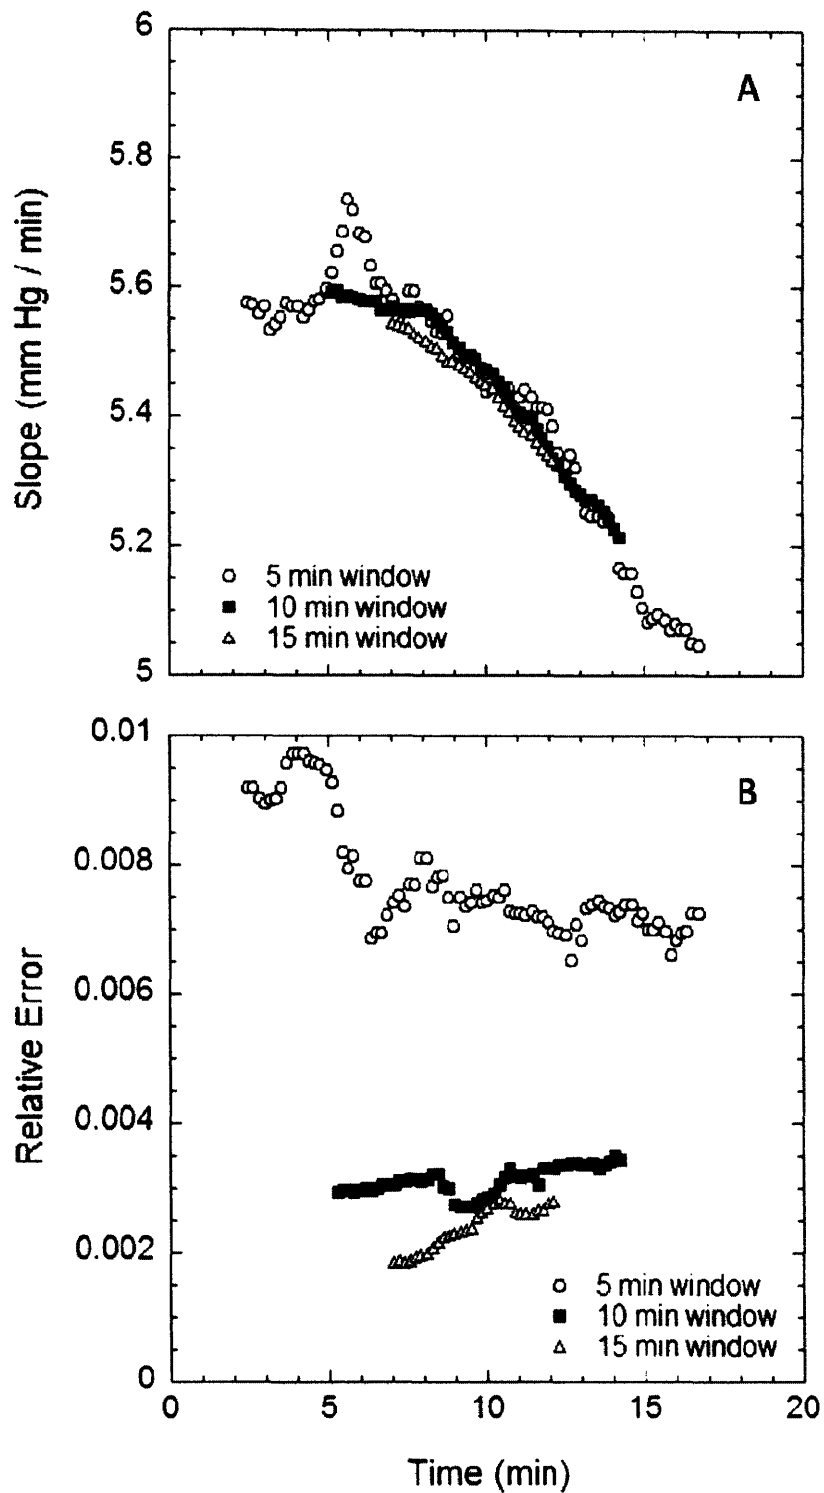 6
A
5.8
5.6
5.4
5.2
5
Slope (mm Hg / min)
5 min window
10 min window
15 min window
0.01
B
0.008
0.006
0.004
0.002
0
Relative Error
5 min window
10 min window
15 min window
0 5 10 15 20
Time (min)